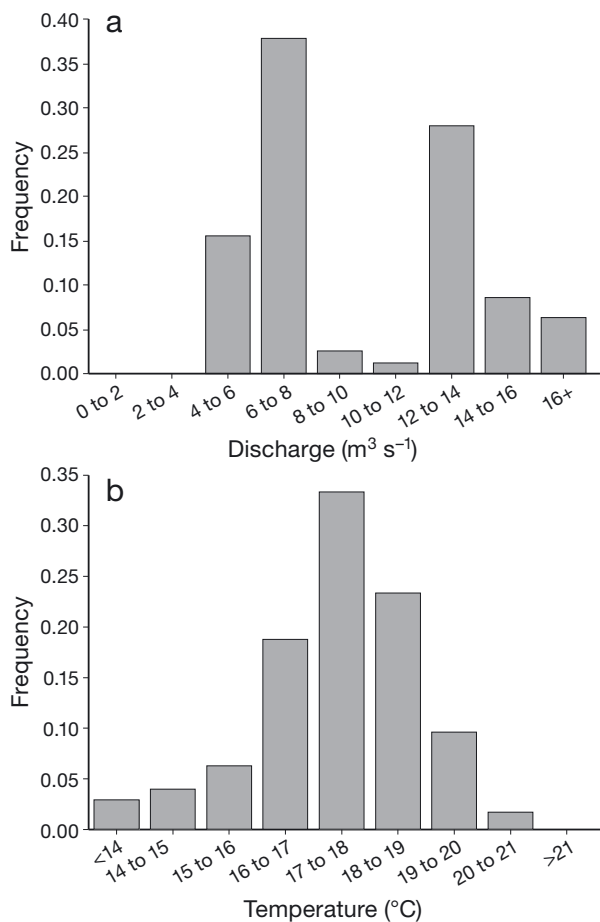 a
0.40
0.35
0.30
0.25
0.20
0.15
0.10
0.05
0.00
Frequency
0 to 2 2 to 4 4 to 6 6 to 8 8 to 10 10 to 12 12 to 14 14 to 16 16+
Discharge (m³ s⁻¹)
b
0.35
0.30
0.25
0.20
0.15
0.10
0.05
0.00
Frequency
<14 14 to 15 15 to 16 16 to 17 17 to 18 18 to 19 19 to 20 20 to 21 >21
Temperature (°C)